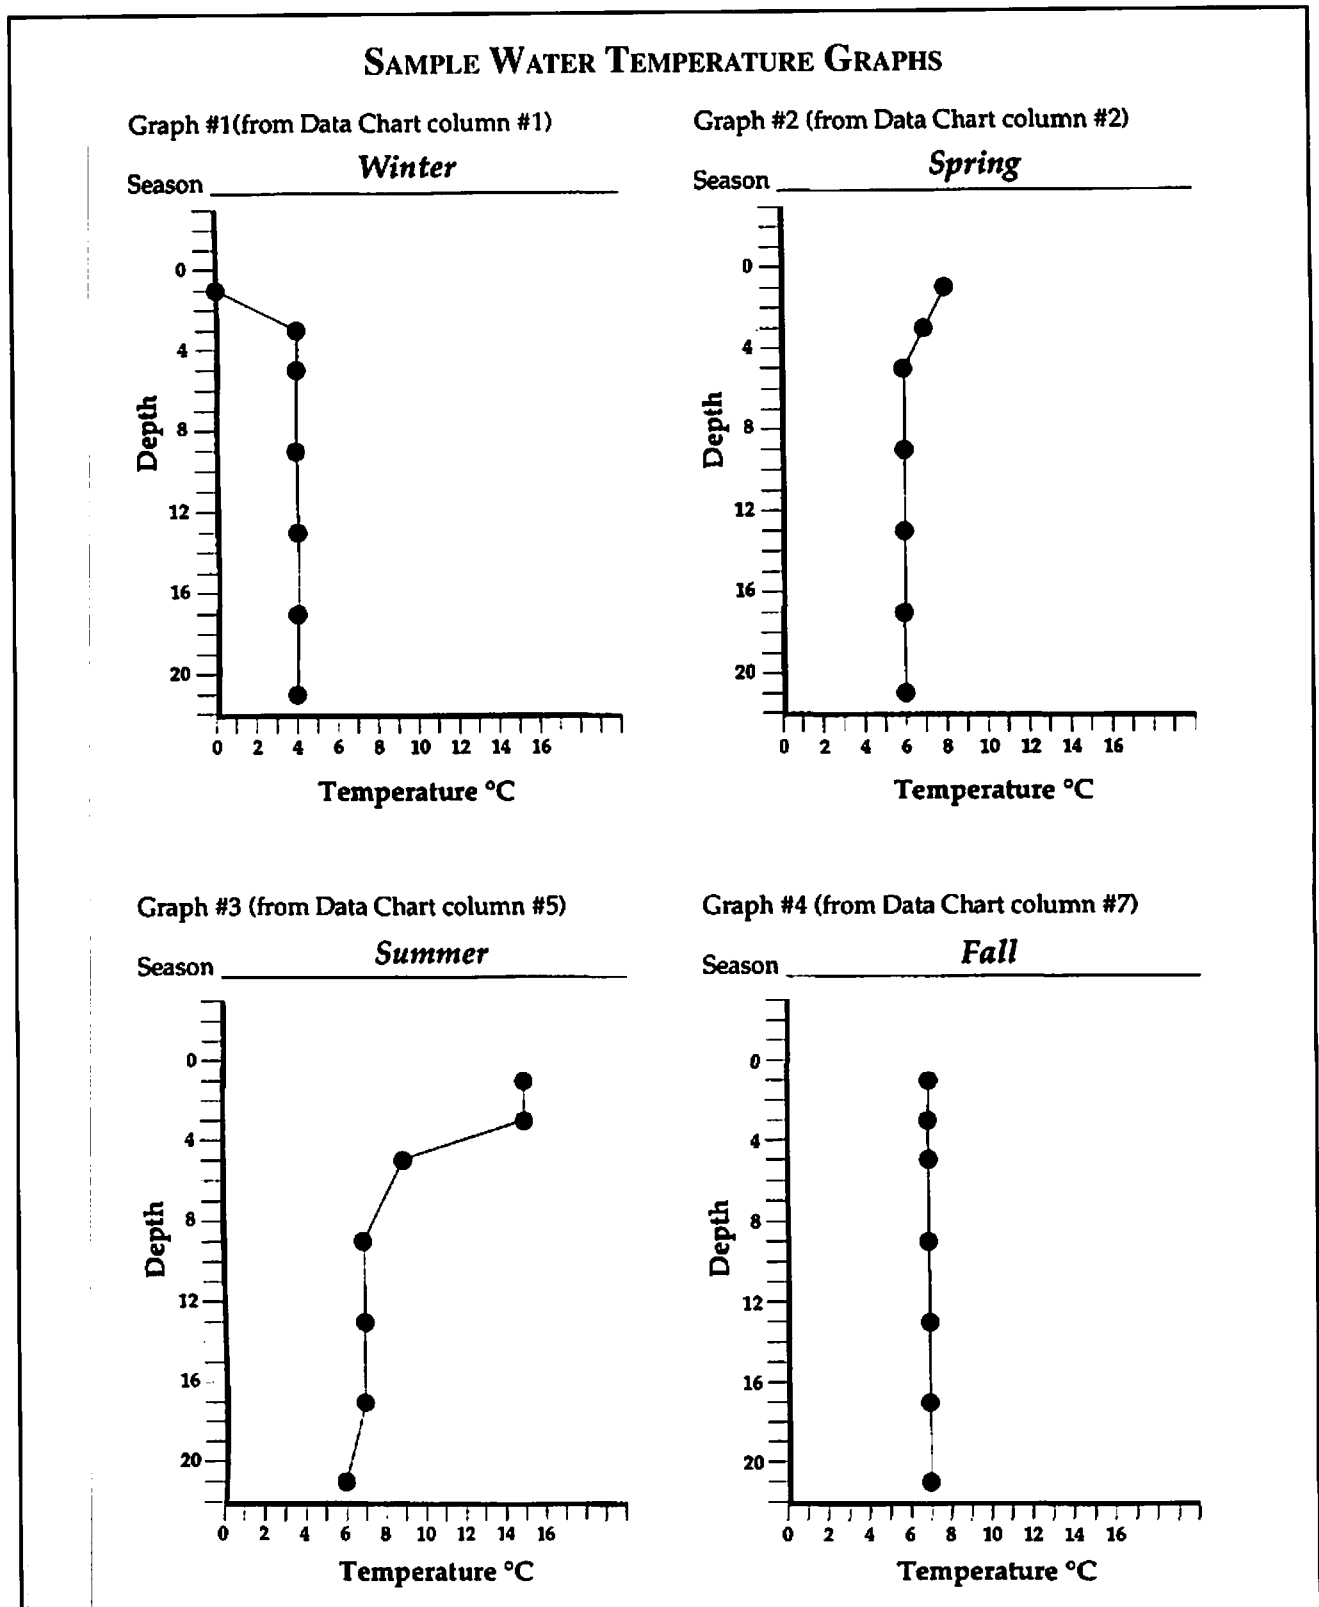 SAMPLE WATER TEMPERATURE GRAPHS
Graph #1(from Data Chart column #1)
Season Winter
0
4
8
12
16
20
Depth
0 2 4 6 8 10 12 14 16
Temperature °C
Graph #2 (from Data Chart column #2)
Season Spring
0
4
8
12
16
20
Depth
0 2 4 6 8 10 12 14 16
Temperature °C
Graph #3 (from Data Chart column #5)
Season Summer
0
4
8
12
16
20
Depth
0 2 4 6 8 10 12 14 16
Temperature °C
Graph #4 (from Data Chart column #7)
Season Fall
0
4
8
12
16
20
Depth
0 2 4 6 8 10 12 14 16
Temperature °C